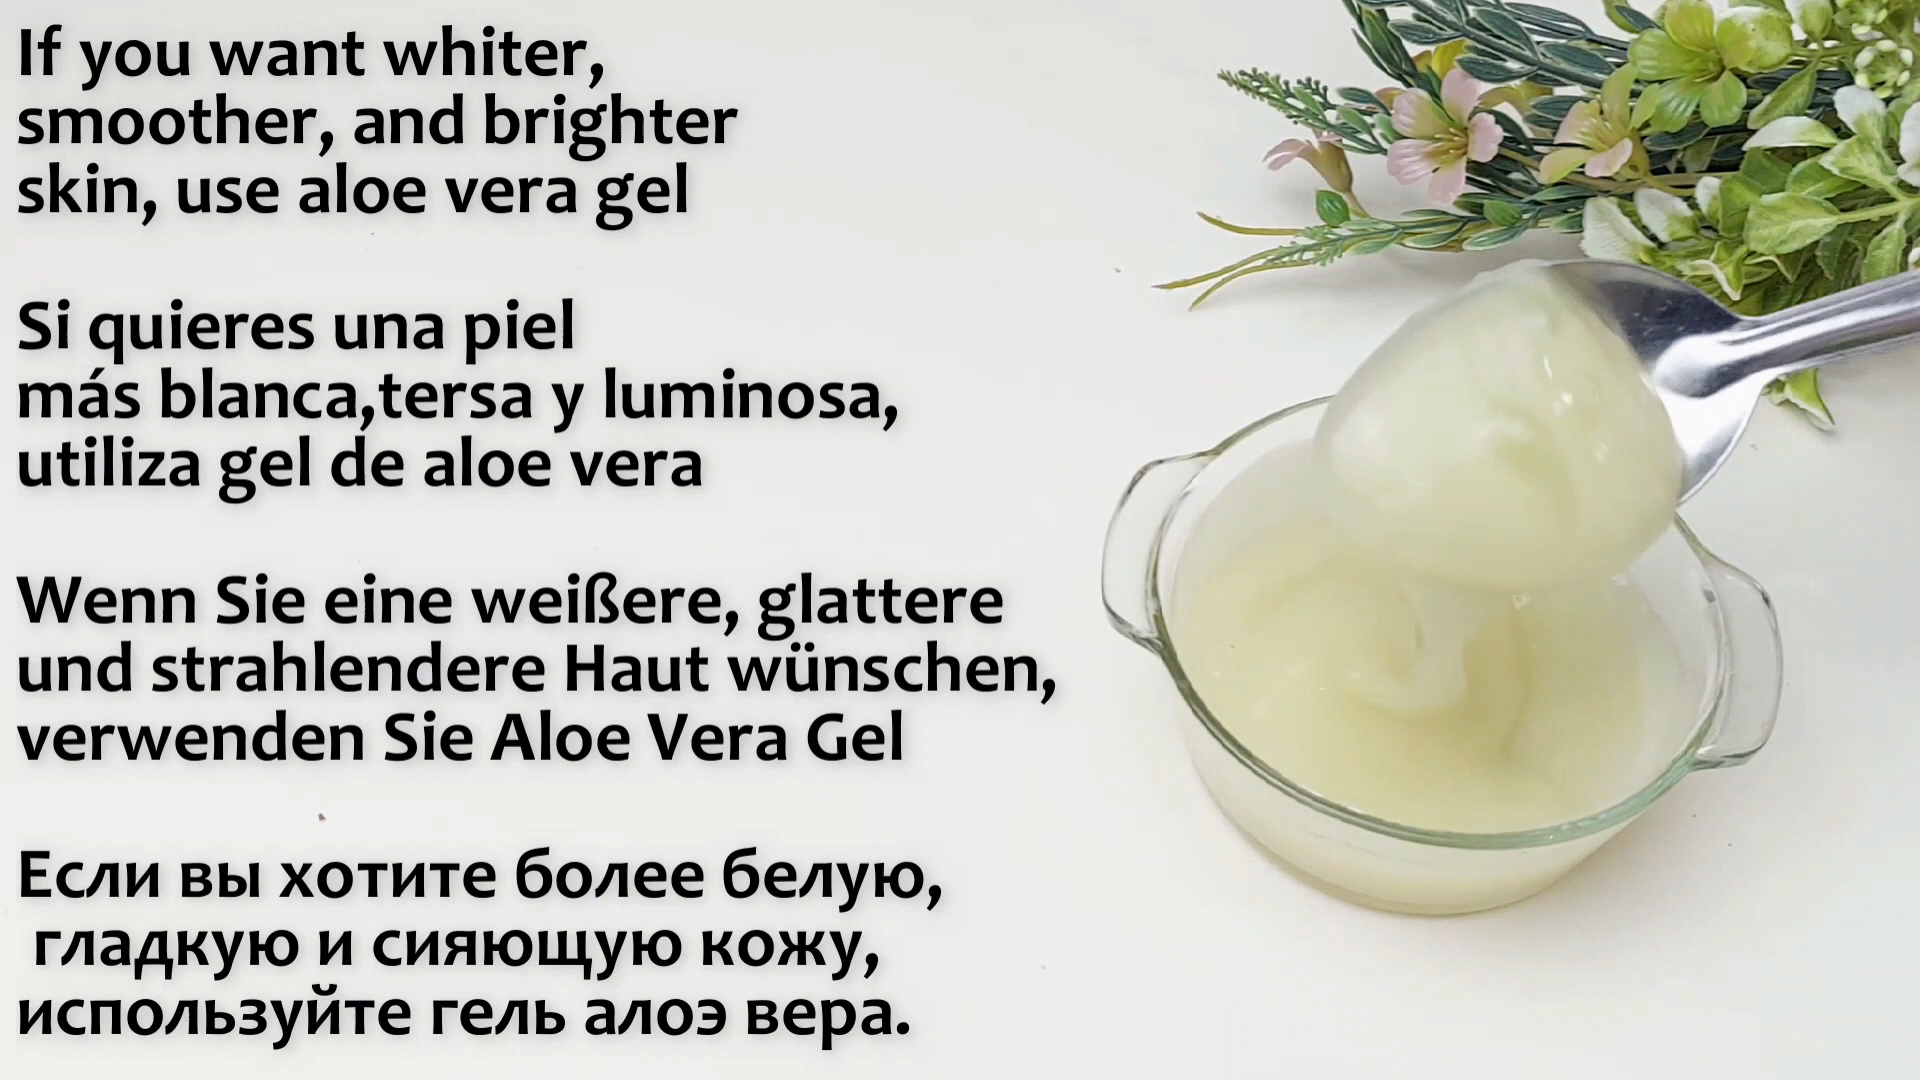 If you want whiter,
smoother, and brighter
skin, use aloe vera gel
Si quieres una piel
más blanca,tersa y luminosa,
utiliza gel de aloe vera
Wenn Sie eine weißere, glattere
und strahlendere Haut wünschen,
verwenden Sie Aloe Vera Gel
Если вы хотите более белую,
гладкую и сияющую кожу,
используйте гель алоэ вера.